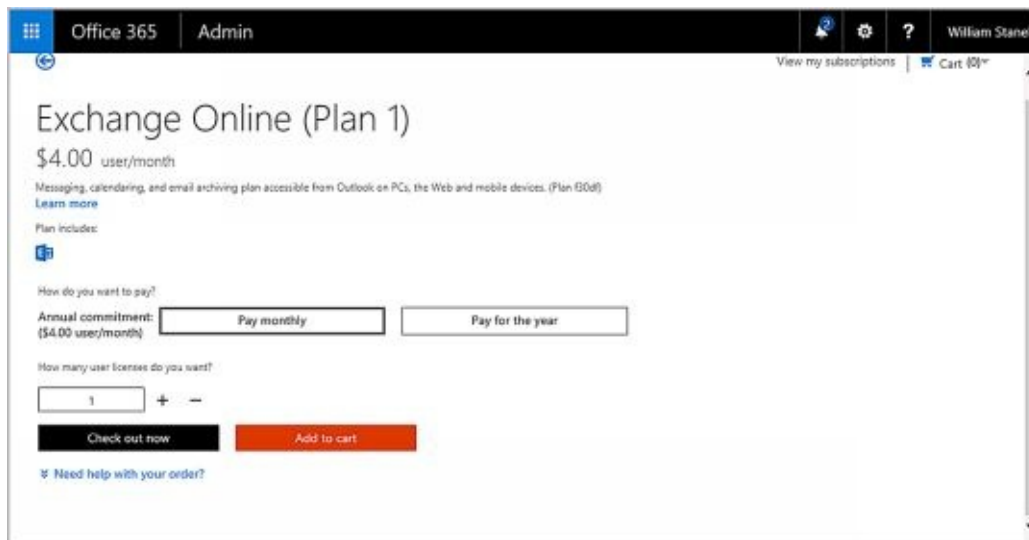 Office 365 Admin 2 ? William Stane
View my subscriptions | Cart (0)
Exchange Online (Plan 1)
$4.00 user/month
Messaging, calendaring, and email archiving plan accessible from Outlook on PCs, the Web and mobile devices. (Plan f30df)
Learn more
Plan includes:
How do you want to pay?
Annual commitment: Pay monthly Pay for the year
($4.00 user/month)
How many user licenses do you want?
1 + −
Check out now Add to cart
Need help with your order?